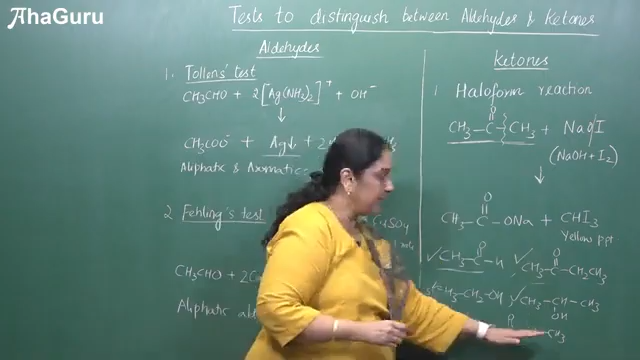 AhaGuru
Tests to distinguish between Aldehydes & Ketones
Aldehydes
1. Tollens' test
CH3CHO + 2[Ag(NH3)2]+ + OH-
↓
CH3COO- + Ag↓ + 2
Aliphatic & Aromatic
2 Fehling's test
CuSO4
CH3CHO + 2Cu
Aliphatic
Ketones
1 Haloform reaction
O
CH3-C-CH3 + NaOI
(NaOH + I2)
↓
O
CH3-C-ONa + CHI3
Yellow ppt
O
✓CH3-C-H
O
✓CH3-C-CH2CH3
CH3-CH2-OH
✓CH3-CH-CH3
OH
CH3